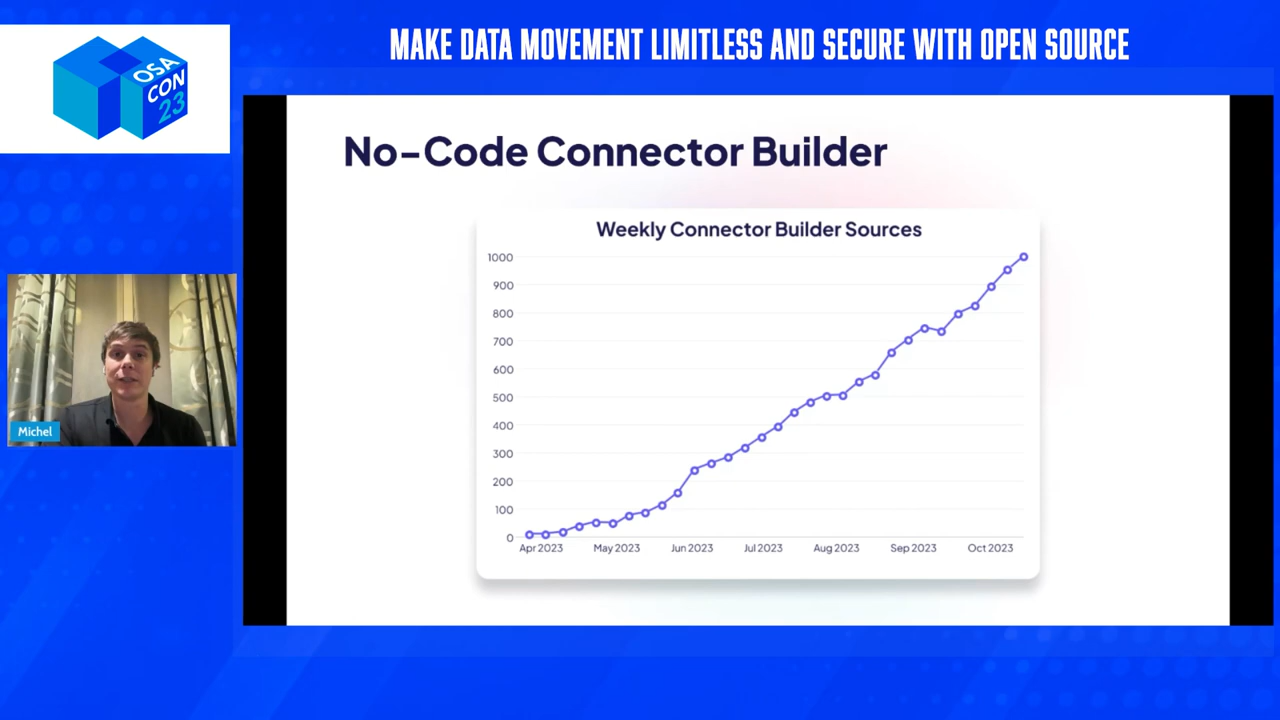 MAKE DATA MOVEMENT LIMITLESS AND SECURE WITH OPEN SOURCE
OSA
CON
23
No-Code Connector Builder
Weekly Connector Builder Sources
1000
900
800
700
600
500
400
300
200
100
0
Apr 2023 May 2023 Jun 2023 Jul 2023 Aug 2023 Sep 2023 Oct 2023
Michel